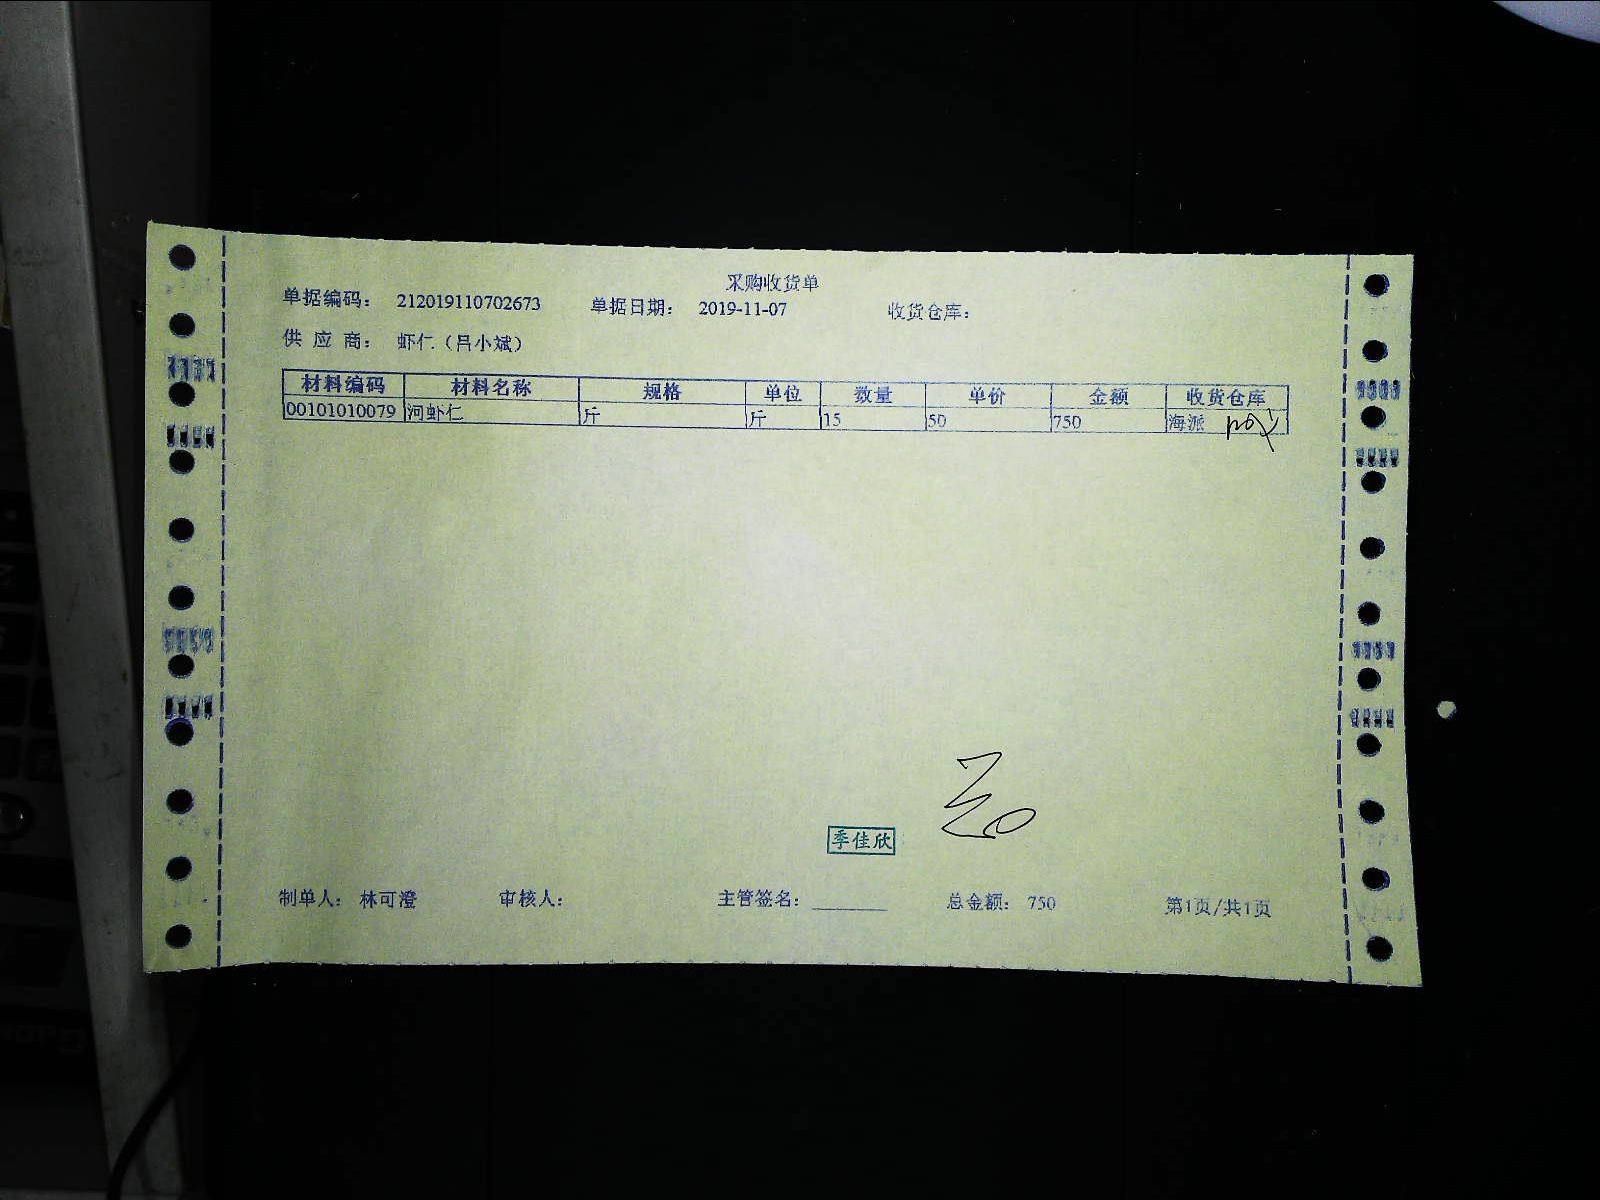 采购收货单
单据编码： 212019110702673 单据日期： 2019-11-07 收货仓库：
供 应 商： 虾仁（吕小斌）
材料编码 材料名称 规格 单位 数量 单价 金额 收货仓库
00101010079 河虾仁 斤 斤 15 50 750 海派
季佳欣
制单人： 林可澄 审核人： 主管签名： ________ 总金额： 750 第1页/共1页